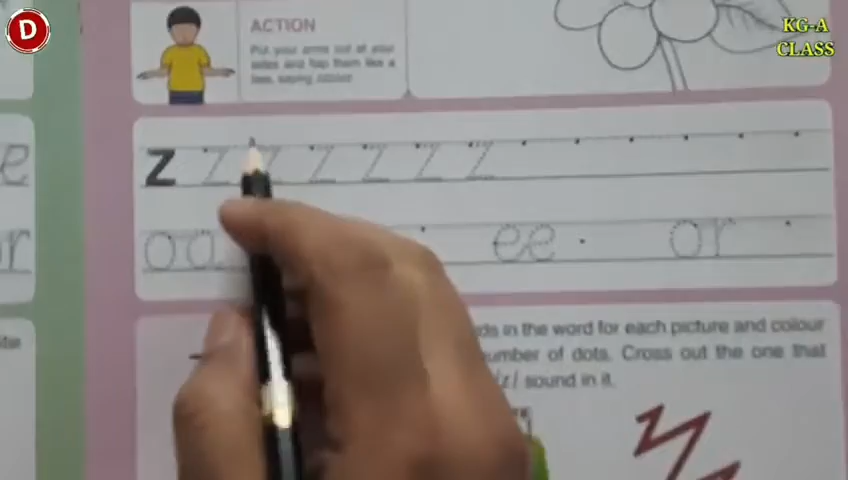 D
KG-A
CLASS
ACTION
Put your arms out at your
sides and flap them like a
bee, saying
e
z z z z z z z
or
oa ee or
ds in the word for each picture and colour
umber of dots. Cross out the one that
/z/ sound in it.